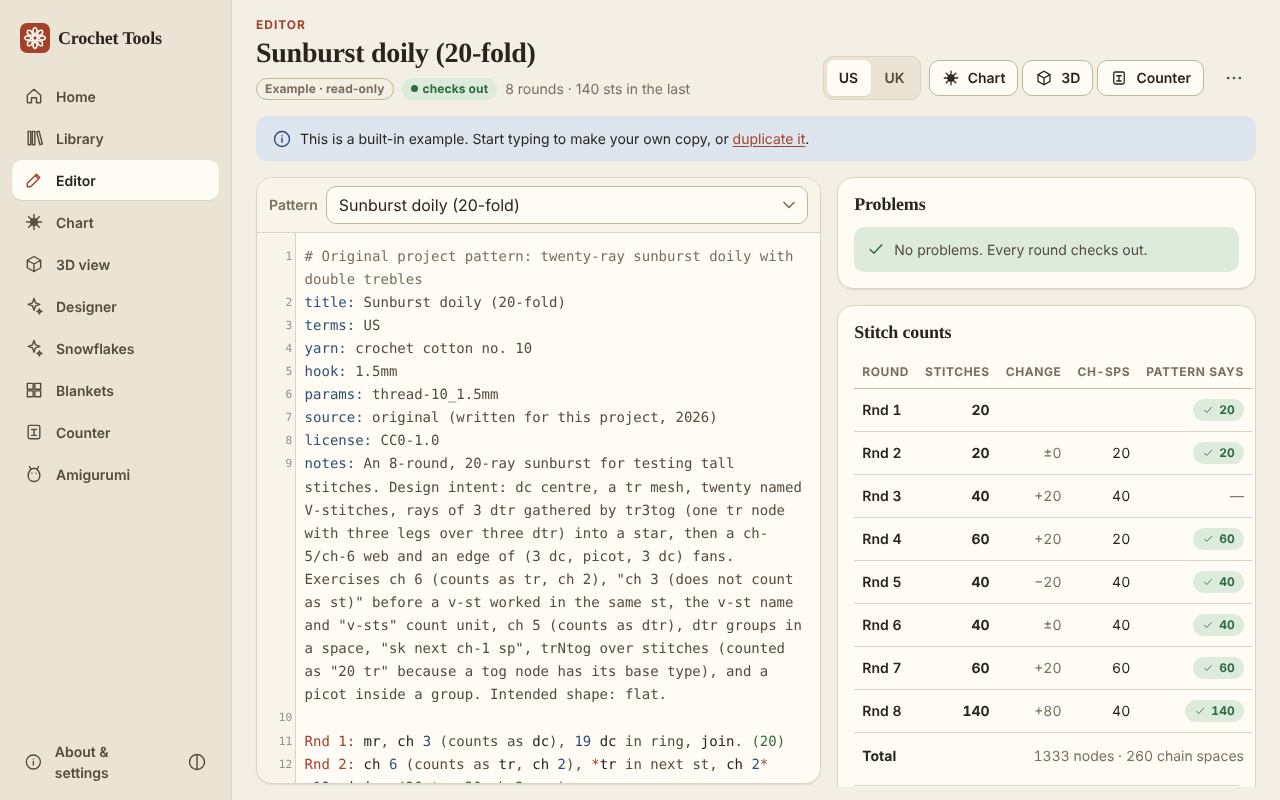 Crochet Tools
Home
Library
Editor
Chart
3D view
Designer
Snowflakes
Blankets
Counter
Amigurumi
About &
settings
EDITOR
Sunburst doily (20-fold)
Example · read-only
checks out
8 rounds · 140 sts in the last
US
UK
Chart
3D
Counter
This is a built-in example. Start typing to make your own copy, or duplicate it.
Pattern
Sunburst doily (20-fold)
1 # Original project pattern: twenty-ray sunburst doily with
double trebles
2 title: Sunburst doily (20-fold)
3 terms: US
4 yarn: crochet cotton no. 10
5 hook: 1.5mm
6 params: thread-10_1.5mm
7 source: original (written for this project, 2026)
8 license: CC0-1.0
9 notes: An 8-round, 20-ray sunburst for testing tall
stitches. Design intent: dc centre, a tr mesh, twenty named
V-stitches, rays of 3 dtr gathered by tr3tog (one tr node
with three legs over three dtr) into a star, then a ch-
5/ch-6 web and an edge of (3 dc, picot, 3 dc) fans.
Exercises ch 6 (counts as tr, ch 2), "ch 3 (does not count
as st)" before a v-st worked in the same st, the v-st name
and "v-sts" count unit, ch 5 (counts as dtr), dtr groups in
a space, "sk next ch-1 sp", trNtog over stitches (counted
as "20 tr" because a tog node has its base type), and a
picot inside a group. Intended shape: flat.
10
11 Rnd 1: mr, ch 3 (counts as dc), 19 dc in ring, join. (20)
12 Rnd 2: ch 6 (counts as tr, ch 2), *tr in next st, ch 2*
Problems
No problems. Every round checks out.
Stitch counts
ROUND STITCHES CHANGE CH-SPS PATTERN SAYS
Rnd 1 20 20
Rnd 2 20 ±0 20 20
Rnd 3 40 +20 40 —
Rnd 4 60 +20 20 60
Rnd 5 40 −20 40 40
Rnd 6 40 ±0 40 40
Rnd 7 60 +20 60 60
Rnd 8 140 +80 40 140
Total 1333 nodes · 260 chain spaces